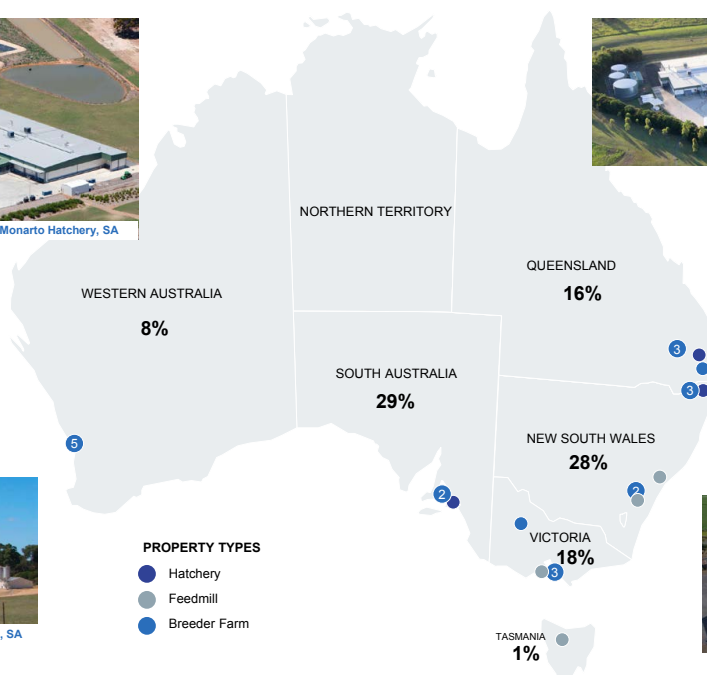 Monarto Hatchery, SA
NORTHERN TERRITORY
QUEENSLAND
16%
WESTERN AUSTRALIA
8%
3
SOUTH AUSTRALIA
29%
3
NEW SOUTH WALES
28%
5
2
2
PROPERTY TYPES
Hatchery
Feedmill
Breeder Farm
VICTORIA
18%
3
, SA
TASMANIA
1%